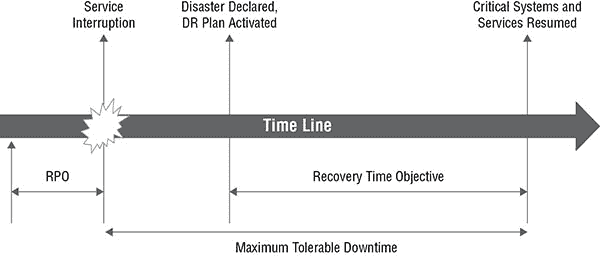 Service
Interruption
Disaster Declared,
DR Plan Activated
Critical Systems and
Services Resumed
Time Line
RPO
Recovery Time Objective
Maximum Tolerable Downtime